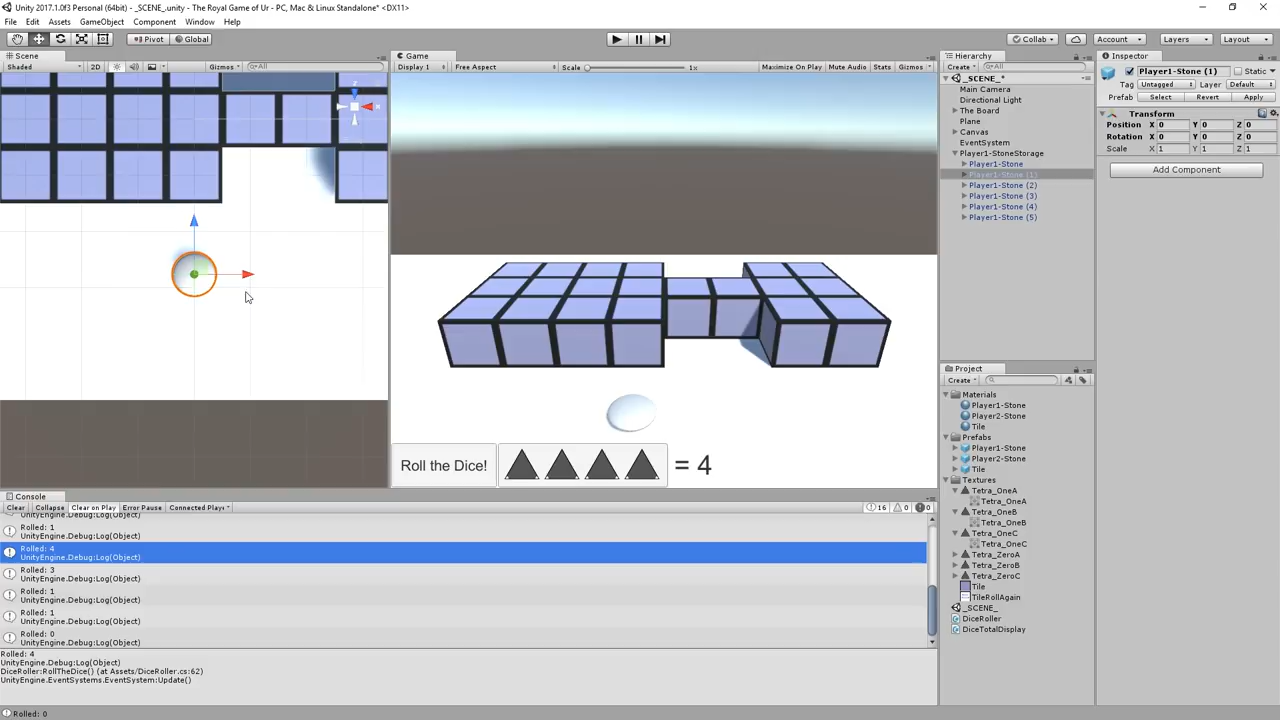 Unity 2017.1.0f3 Personal (64bit) - _SCENE_.unity - The Royal Game of Ur - PC, Mac & Linux Standalone* <DX11>
File Edit Assets GameObject Component Window Help
Pivot Global Collab Account Layers Layout
Scene
Shaded 2D Gizmos All
Game
Display 1 Free Aspect Scale 1x Maximize On Play Mute Audio Stats Gizmos
Roll the Dice! = 4
Hierarchy
Create All
_SCENE_*
Main Camera
Directional Light
The Board
Plane
Canvas
EventSystem
Player1-StoneStorage
Player1-Stone
Player1-Stone (1)
Player1-Stone (2)
Player1-Stone (3)
Player1-Stone (4)
Player1-Stone (5)
Inspector
Player1-Stone (1) Static
Tag Untagged Layer Default
Prefab Select Revert Apply
Transform
Position X 0 Y 0 Z 0
Rotation X 0 Y 0 Z 0
Scale X 1 Y 1 Z 1
Add Component
Project
Create
Materials
Player1-Stone
Player2-Stone
Tile
Prefabs
Player1-Stone
Player2-Stone
Tile
Textures
Tetra_OneA
Tetra_OneA
Tetra_OneB
Tetra_OneB
Tetra_OneC
Tetra_OneC
Tetra_ZeroA
Tetra_ZeroB
Tetra_ZeroC
Tile
TileRollAgain
_SCENE_
DiceRoller
DiceTotalDisplay
Console
Clear Collapse Clear on Play Error Pause Connected Player 16 0 0
UnityEngine.Debug:Log(Object)
Rolled: 1
UnityEngine.Debug:Log(Object)
Rolled: 4
UnityEngine.Debug:Log(Object)
Rolled: 3
UnityEngine.Debug:Log(Object)
Rolled: 1
UnityEngine.Debug:Log(Object)
Rolled: 1
UnityEngine.Debug:Log(Object)
Rolled: 0
UnityEngine.Debug:Log(Object)
Rolled: 4
UnityEngine.Debug:Log(Object)
DiceRoller:RollTheDice() (at Assets/DiceRoller.cs:62)
UnityEngine.EventSystems.EventSystem:Update()
Rolled: 0